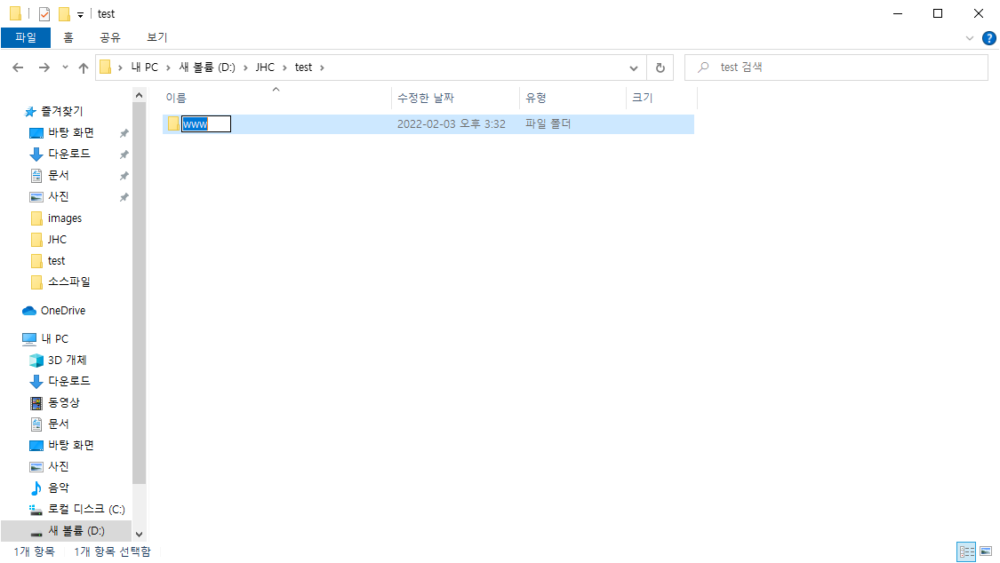 test
파일 홈 공유 보기
내 PC 새 볼륨 (D:) JHC test
test 검색
이름 수정한 날짜 유형 크기
www 2022-02-03 오후 3:32 파일 폴더
즐겨찾기
바탕 화면
다운로드
문서
사진
images
JHC
test
소스파일
OneDrive
내 PC
3D 개체
다운로드
동영상
문서
바탕 화면
사진
음악
로컬 디스크 (C:)
새 볼륨 (D:)
1개 항목 1개 항목 선택함